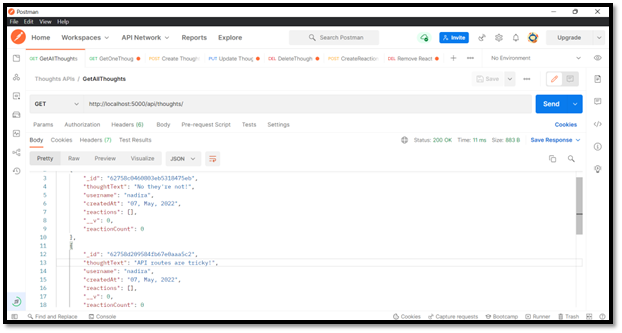 Postman
File Edit View Help
Home Workspaces API Network Reports Explore Search Postman Invite Upgrade
GET GetAllThoughts GET GetOneThough POST Create Though PUT Update Thoug DEL DeleteThough POST CreateReaction DEL Remove React No Environment
Thoughts APIs / GetAllThoughts Save
GET http://localhost:5000/api/thoughts/ Send
Params Authorization Headers (6) Body Pre-request Script Tests Settings Cookies
Body Cookies Headers (7) Test Results Status: 200 OK Time: 11 ms Size: 883 B Save Response
Pretty Raw Preview Visualize JSON
3 "_id": "62758c0460803eb5318475eb",
4 "thoughtText": "No they're not!",
5 "username": "nadira",
6 "createdAt": "07, May, 2022",
7 "reactions": [],
8 "__v": 0,
9 "reactionCount": 0
10 },
11 {
12 "_id": "62758d209504fb67e0aaa5c2",
13 "thoughtText": "API routes are tricky!",
14 "username": "nadira",
15 "createdAt": "07, May, 2022",
16 "reactions": [],
17 "__v": 0,
18 "reactionCount": 0
Find and Replace Console Cookies Capture requests Bootcamp Runner Trash